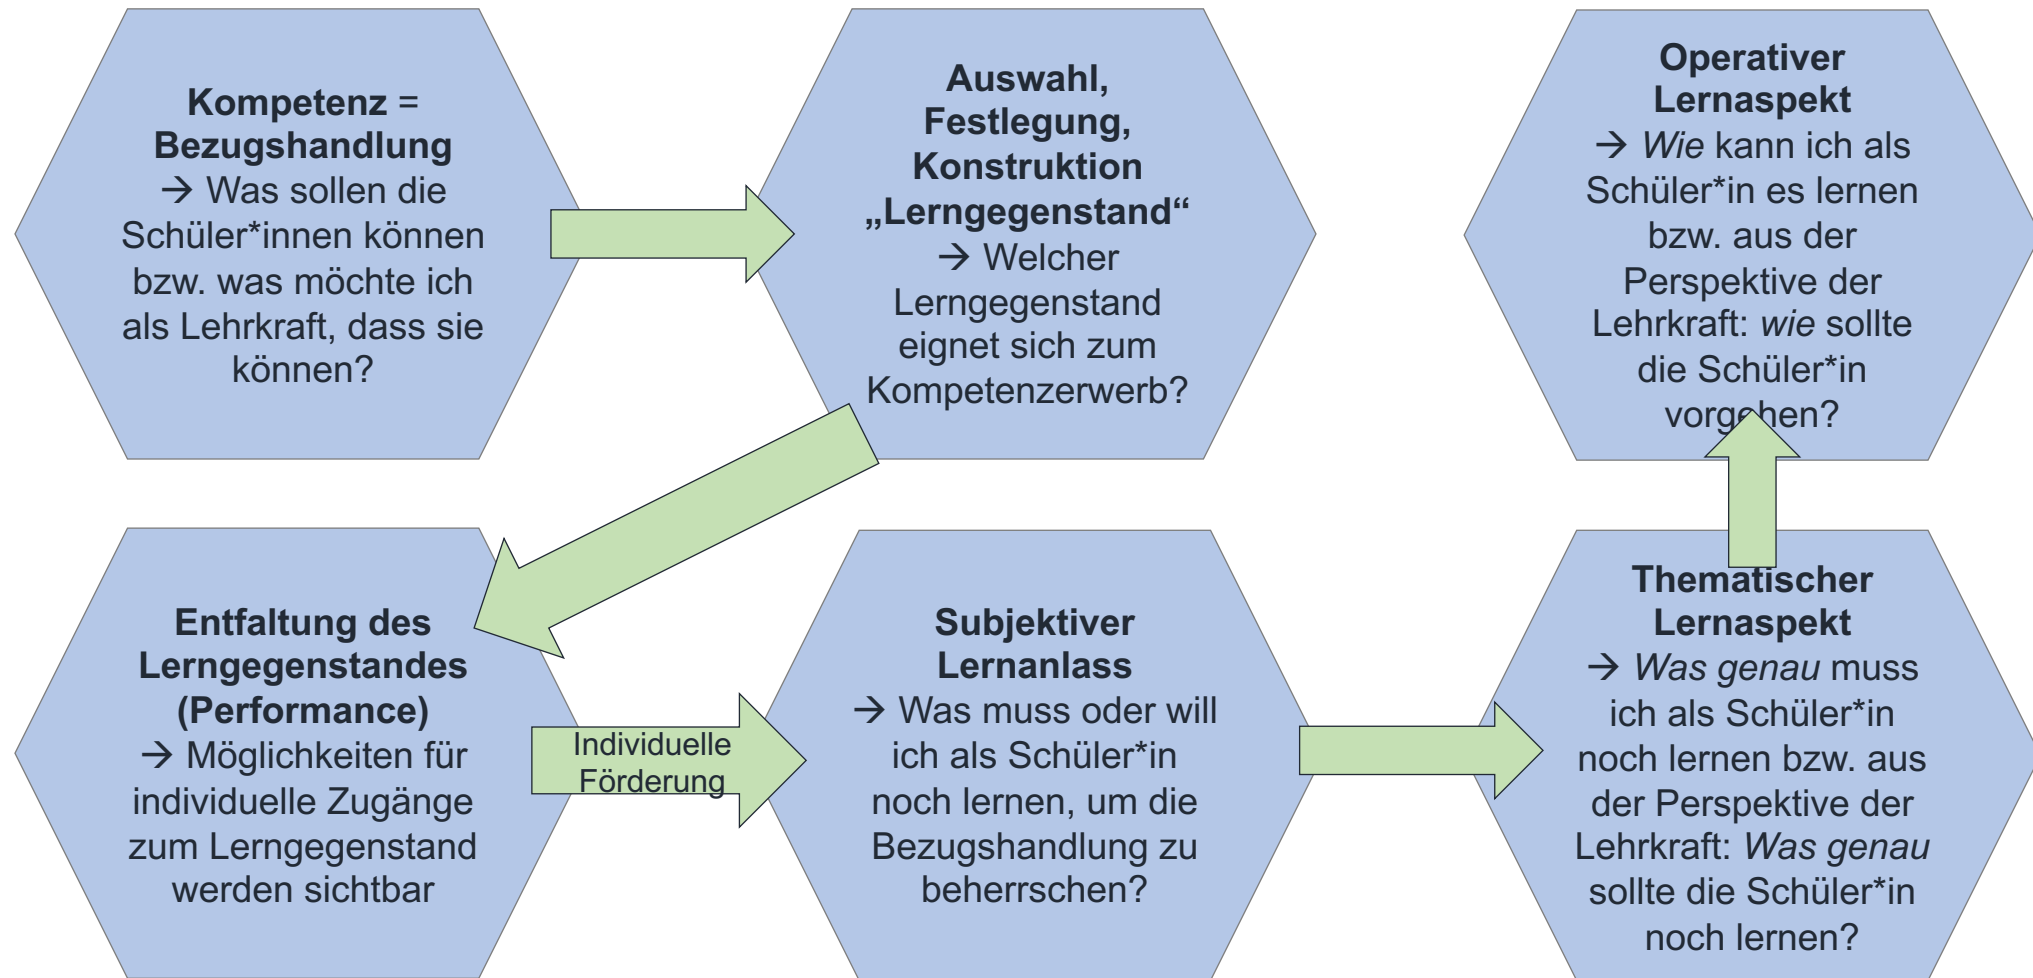 Kompetenz =
Bezugshandlung
→ Was sollen die
Schüler*innen können
bzw. was möchte ich
als Lehrkraft, dass sie
können?
Auswahl,
Festlegung,
Konstruktion
„Lerngegenstand“
→ Welcher
Lerngegenstand
eignet sich zum
Kompetenzerwerb?
Entfaltung des
Lerngegenstandes
(Performance)
→ Möglichkeiten für
individuelle Zugänge
zum Lerngegenstand
werden sichtbar
Individuelle
Förderung
Subjektiver
Lernanlass
→ Was muss oder will
ich als Schüler*in
noch lernen, um die
Bezugshandlung zu
beherrschen?
Thematischer
Lernaspekt
→ Was genau muss
ich als Schüler*in
noch lernen bzw. aus
der Perspektive der
Lehrkraft: Was genau
sollte die Schüler*in
noch lernen?
Operativer
Lernaspekt
→ Wie kann ich als
Schüler*in es lernen
bzw. aus der
Perspektive der
Lehrkraft: wie sollte
die Schüler*in
vorgehen?